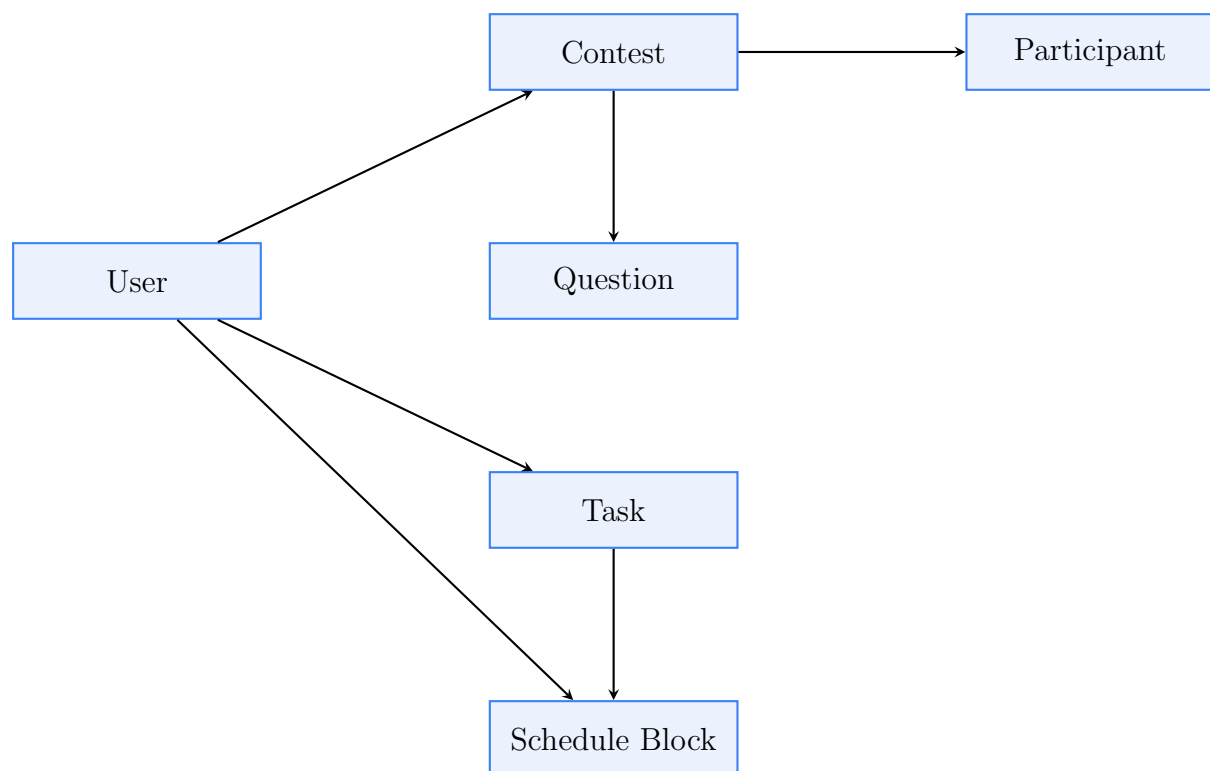 Contest
Participant
User
Question
Task
Schedule Block